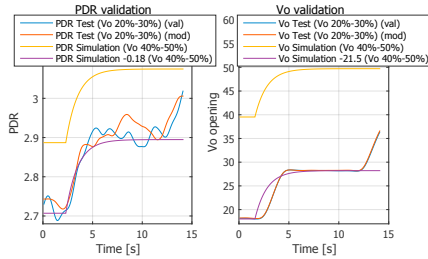 PDR validation
PDR Test (Vo 20%-30%) (val)
PDR Test (Vo 20%-30%) (mod)
PDR Simulation (Vo 40%-50%)
PDR Simulation -0.18 (Vo 40%-50%)
3
2.9
2.8
2.7
PDR
0 5 10 15
Time [s]
Vo validation
Vo Test (Vo 20%-30%) (val)
Vo Test (Vo 20%-30%) (mod)
Vo Simulation (Vo 40%-50%)
Vo Simulation -21.5 (Vo 40%-50%)
60
50
40
30
20
Vo opening
0 5 10 15
Time [s]